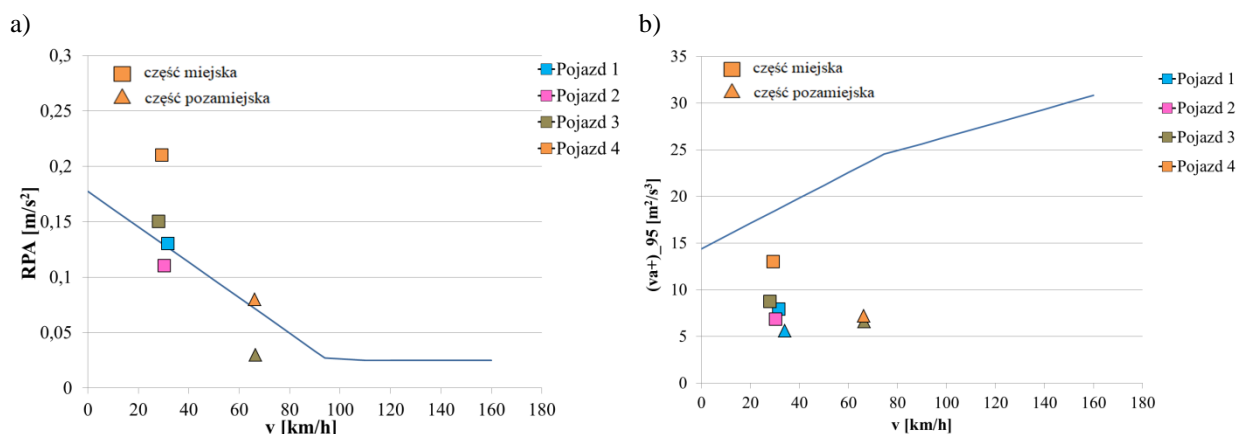 a)
RPA [m/s²]
0,3
0,25
0,2
0,15
0,1
0,05
0
0 20 40 60 80 100 120 140 160 180
v [km/h]
część miejska
część pozamiejska
Pojazd 1
Pojazd 2
Pojazd 3
Pojazd 4
b)
(va+)_95 [m²/s³]
35
30
25
20
15
10
5
0
0 20 40 60 80 100 120 140 160 180
v [km/h]
część miejska
część pozamiejska
Pojazd 1
Pojazd 2
Pojazd 3
Pojazd 4